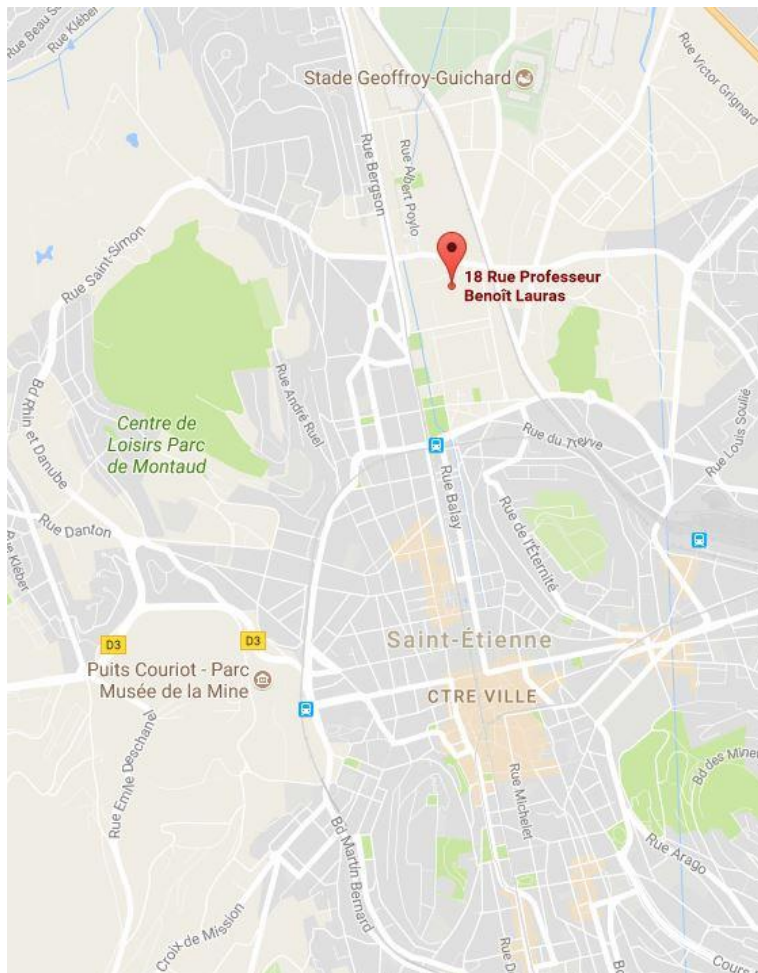 Rue Beau
Rue Kléber
Stade Geoffroy-Guichard
Rue Victor Grignard
Rue Bergson
Rue Albert Poylo
18 Rue Professeur
Benoît Lauras
Rue Saint-Simon
Bd Rhin et Danube
Rue André Ruel
Centre de
Loisirs Parc
de Montaud
Rue du Treyve
Rue Louis Soulié
Rue Balay
Rue de l'Éternité
Rue Danton
Rue Kléber
D3
D3
Saint-Étienne
Puits Couriot - Parc
Musée de la Mine
CTRE VILLE
Rue Emile Deschanel
Rue Michelet
Bd des Mine
Bd Martin Bernard
Rue Arago
Croix de Mission
Rue D
B
Cours